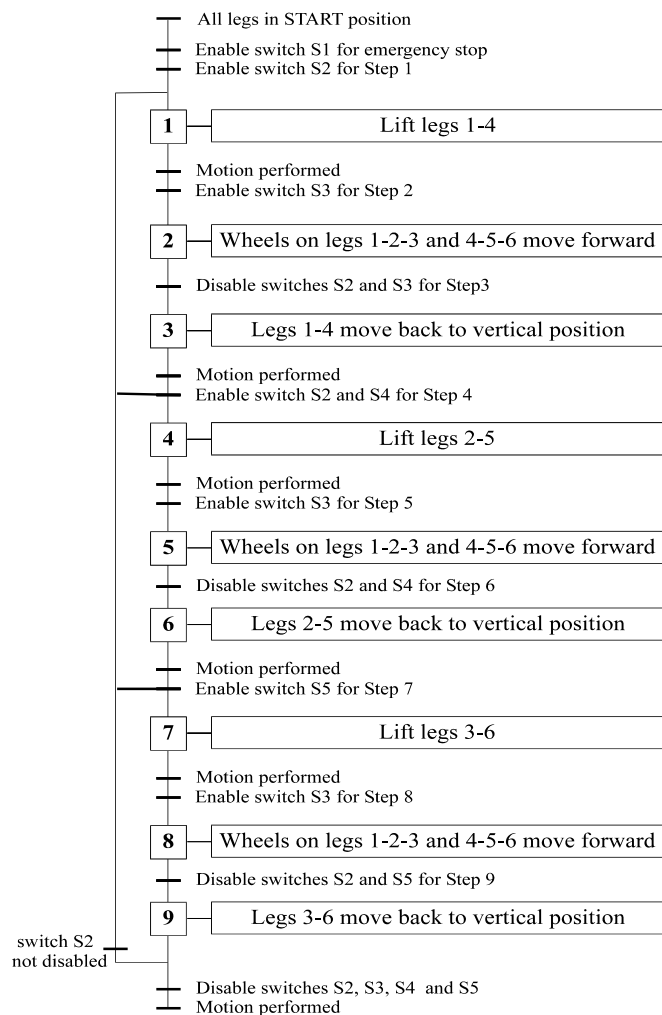 All legs in START position
Enable switch S1 for emergency stop
Enable switch S2 for Step 1
1 Lift legs 1-4
Motion performed
Enable switch S3 for Step 2
2 Wheels on legs 1-2-3 and 4-5-6 move forward
Disable switches S2 and S3 for Step3
3 Legs 1-4 move back to vertical position
Motion performed
Enable switch S2 and S4 for Step 4
4 Lift legs 2-5
Motion performed
Enable switch S3 for Step 5
5 Wheels on legs 1-2-3 and 4-5-6 move forward
Disable switches S2 and S4 for Step 6
6 Legs 2-5 move back to vertical position
Motion performed
Enable switch S5 for Step 7
7 Lift legs 3-6
Motion performed
Enable switch S3 for Step 8
8 Wheels on legs 1-2-3 and 4-5-6 move forward
Disable switches S2 and S5 for Step 9
9 Legs 3-6 move back to vertical position
switch S2
not disabled
Disable switches S2, S3, S4 and S5
Motion performed